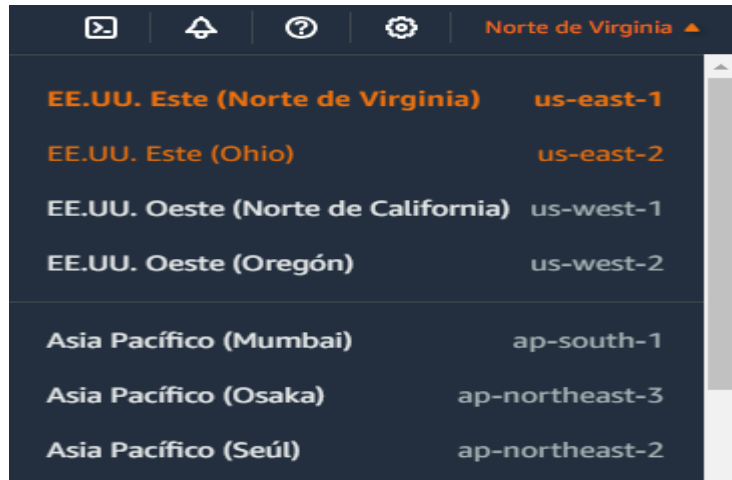 Norte de Virginia
EE.UU. Este (Norte de Virginia) us-east-1
EE.UU. Este (Ohio) us-east-2
EE.UU. Oeste (Norte de California) us-west-1
EE.UU. Oeste (Oregón) us-west-2
Asia Pacífico (Mumbai) ap-south-1
Asia Pacífico (Osaka) ap-northeast-3
Asia Pacífico (Seúl) ap-northeast-2